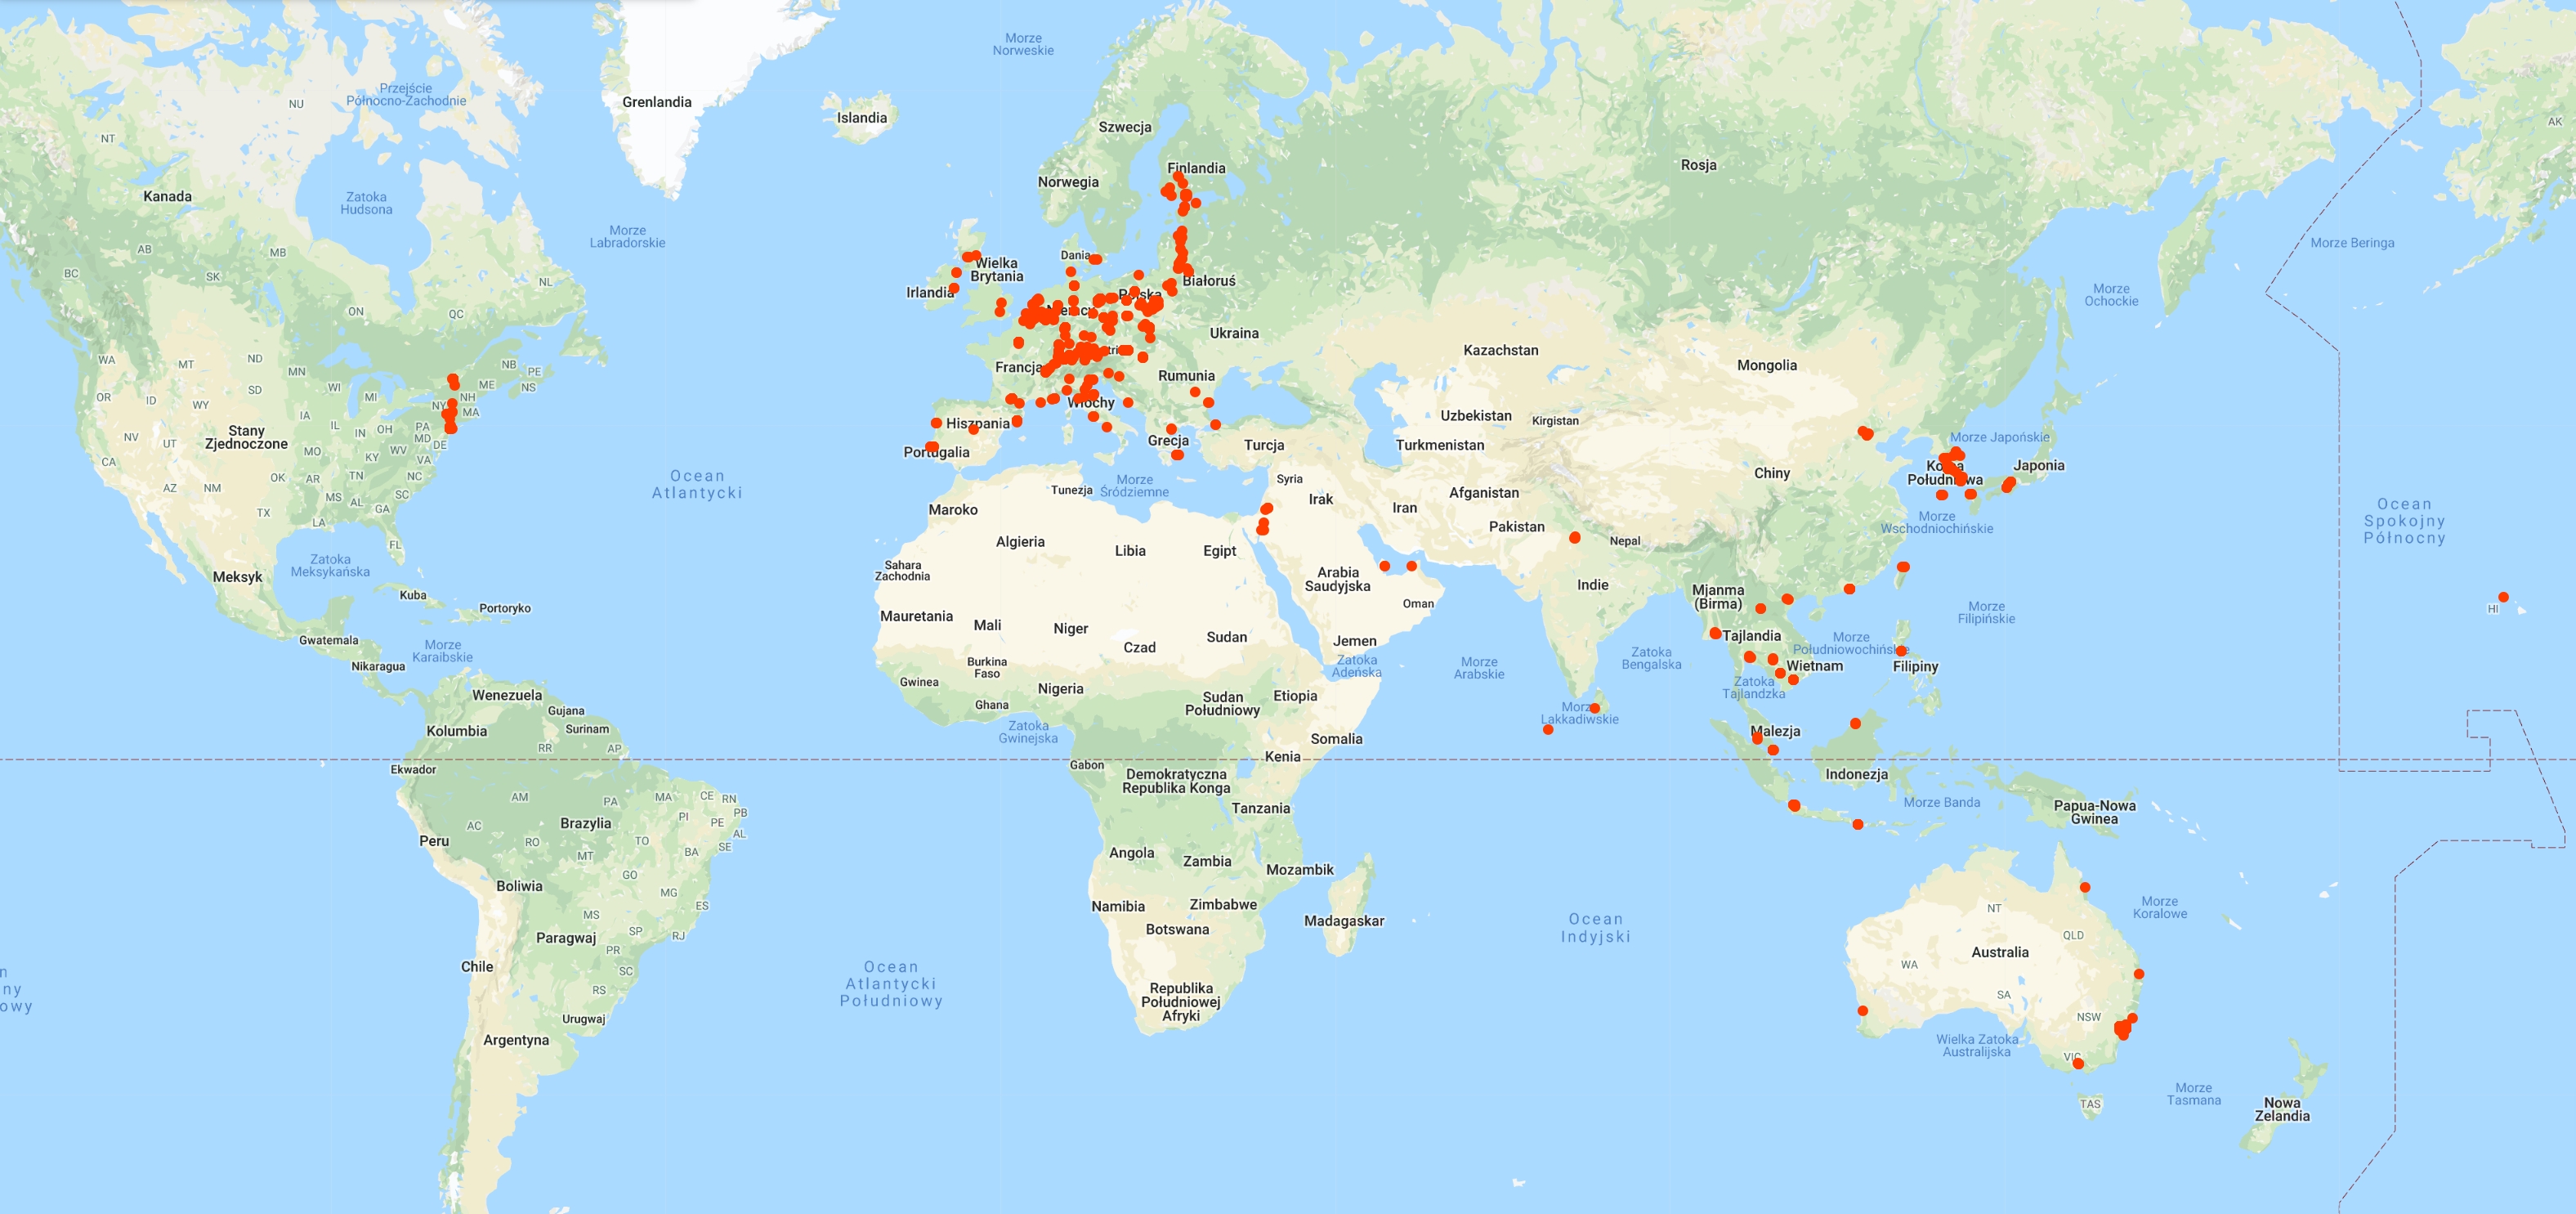 Morze
Norweskie
Przejście
Północno-Zachodnie
NU
Grenlandia
Islandia
AK
Szwecja
NT
Finlandia
Rosja
Norwegia
Kanada
Zatoka
Hudsona
Morze
Labradorskie
Morze Beringa
AB
MB
SK
BC
NL
Dania
Wielka
Brytania
Irlandia
Białoruś
Polska
Niemcy
Morze
Ochockie
ON
QC
Ukraina
WA
MT
ND
NB
PE
NS
ME
MN
OR
ID
SD
WI
MI
WY
NH
MA
NY
IA
Francja
Rumunia
Kazachstan
Mongolia
Włochy
Uzbekistan
Kirgistan
Stany
Zjednoczone
NV
UT
CO
IL
IN
OH
PA
MD
DE
Hiszpania
Portugalia
Grecja
Turcja
Turkmenistan
Morze Japońskie
CA
MO
KY
WV
VA
Ocean
Atlantycki
Korea
Południowa
Japonia
Chiny
AZ
NM
OK
AR
TN
NC
MS
AL
SC
GA
TX
LA
FL
Tunezja
Morze
Śródziemne
Syria
Irak
Iran
Afganistan
Maroko
Pakistan
Morze
Wschodniochińskie
Ocean
Spokojny
Północny
Algieria
Libia
Egipt
Nepal
Zatoka
Meksykańska
Meksyk
Sahara
Zachodnia
Arabia
Saudyjska
Indie
Mjanma
(Birma)
Kuba
Portoryko
Oman
Morze
Filipińskie
HI
Mauretania
Mali
Niger
Czad
Sudan
Jemen
Gwatemala
Morze
Karaibskie
Nikaragua
Burkina
Faso
Zatoka
Adeńska
Morze
Arabskie
Zatoka
Bengalska
Tajlandia
Morze
Południowochińskie
Wietnam
Filipiny
Gwinea
Nigeria
Wenezuela
Ghana
Sudan
Południowy
Etiopia
Zatoka
Tajlandzka
Gujana
Surinam
Kolumbia
Zatoka
Gwinejska
Morze
Lakkadiwskie
Malezja
Somalia
RR
AP
Kenia
Ekwador
Gabon
Demokratyczna
Republika Konga
Indonezja
AM
PA
MA
CE
RN
PB
PE
AL
PI
Tanzania
Morze Banda
Papua-Nowa
Gwinea
Brazylia
AC
Peru
RO
TO
SE
BA
MT
Angola
Zambia
Mozambik
Boliwia
GO
MG
Namibia
Zimbabwe
Madagaskar
NT
Morze
Koralowe
ES
MS
Botswana
Ocean
Indyjski
SP
RJ
Paragwaj
PR
QLD
Australia
Chile
SC
WA
Ocean
Atlantycki
Południowy
n
ny
owy
RS
Republika
Południowej
Afryki
SA
NSW
Urugwaj
Argentyna
Wielka Zatoka
Australijska
VIC
Morze
Tasmana
TAS
Nowa
Zelandia